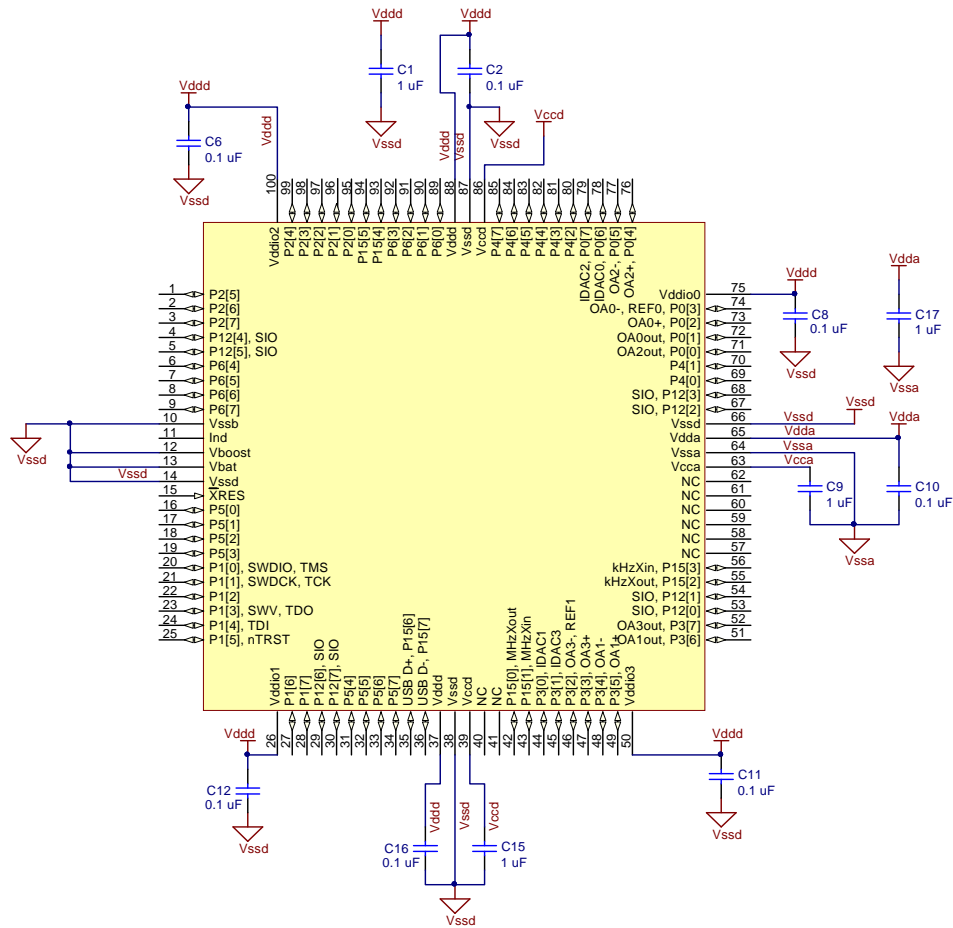 Vddd
C1
1 uF
Vssd
Vddd
C2
0.1 uF
Vssd
Vddd
Vssd
Vccd
Vddd
C6
0.1 uF
Vssd
Vddd
100
99
98
97
96
95
94
93
92
91
90
89
88
87
86
85
84
83
82
81
80
79
78
77
76
Vddio2
P2[4]
P2[3]
P2[2]
P2[1]
P2[0]
P15[5]
P15[4]
P6[3]
P6[2]
P6[1]
P6[0]
Vddd
Vssd
Vccd
P4[7]
P4[6]
P4[5]
P4[4]
P4[3]
P4[2]
IDAC2, P0[7]
IDAC0, P0[6]
OA2-, P0[5]
OA2+, P0[4]
1 P2[5]
2 P2[6]
3 P2[7]
4 P12[4], SIO
5 P12[5], SIO
6 P6[4]
7 P6[5]
8 P6[6]
9 P6[7]
10 Vssb
11 Ind
12 Vboost
13 Vbat
14 Vssd
15 XRES
16 P5[0]
17 P5[1]
18 P5[2]
19 P5[3]
20 P1[0], SWDIO, TMS
21 P1[1], SWDCK, TCK
22 P1[2]
23 P1[3], SWV, TDO
24 P1[4], TDI
25 P1[5], nTRST
Vssd
Vssd
Vddio0 75
OA0-, REF0, P0[3] 74
OA0+, P0[2] 73
OA0out, P0[1] 72
OA2out, P0[0] 71
P4[1] 70
P4[0] 69
SIO, P12[3] 68
SIO, P12[2] 67
Vssd 66
Vdda 65
Vssa 64
Vcca 63
NC 62
NC 61
NC 60
NC 59
NC 58
NC 57
kHzXin, P15[3] 56
kHzXout, P15[2] 55
SIO, P12[1] 54
SIO, P12[0] 53
OA3out, P3[7] 52
OA1out, P3[6] 51
Vddd
C8
0.1 uF
Vssd
Vdda
C17
1 uF
Vssa
Vssd
Vssd
Vdda
Vdda
Vssa
Vcca
C9
1 uF
C10
0.1 uF
Vssa
Vddio1
P1[6]
P1[7]
P12[6], SIO
P12[7], SIO
P5[4]
P5[5]
P5[6]
P5[7]
USB D+, P15[6]
USB D-, P15[7]
Vddd
Vssd
Vccd
NC
NC
P15[0], MHzXout
P15[1], MHzXin
P3[0], IDAC1
P3[1], IDAC3
P3[2], OA3-, REF1
P3[3], OA3+
P3[4], OA1-
P3[5], OA1+
Vddio3
26
27
28
29
30
31
32
33
34
35
36
37
38
39
40
41
42
43
44
45
46
47
48
49
50
Vddd
C12
0.1 uF
Vssd
Vddd
Vssd
Vccd
C16
0.1 uF
C15
1 uF
Vssd
Vddd
C11
0.1 uF
Vssd